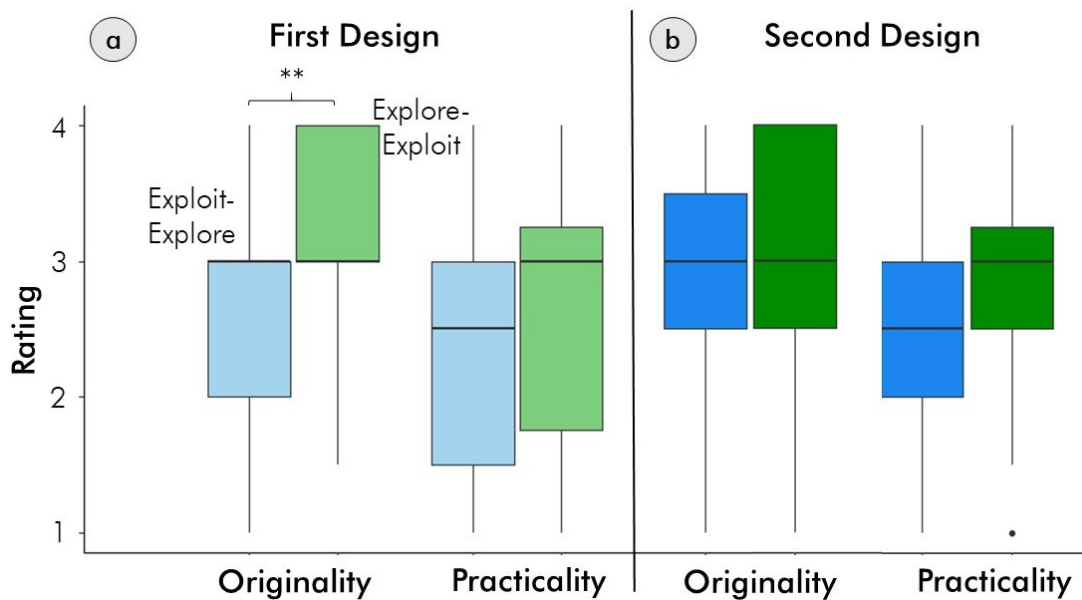 a
First Design
b
Second Design
**
Explore-
Exploit
Exploit-
Explore
Rating
4
3
2
1
Originality
Practicality
Originality
Practicality